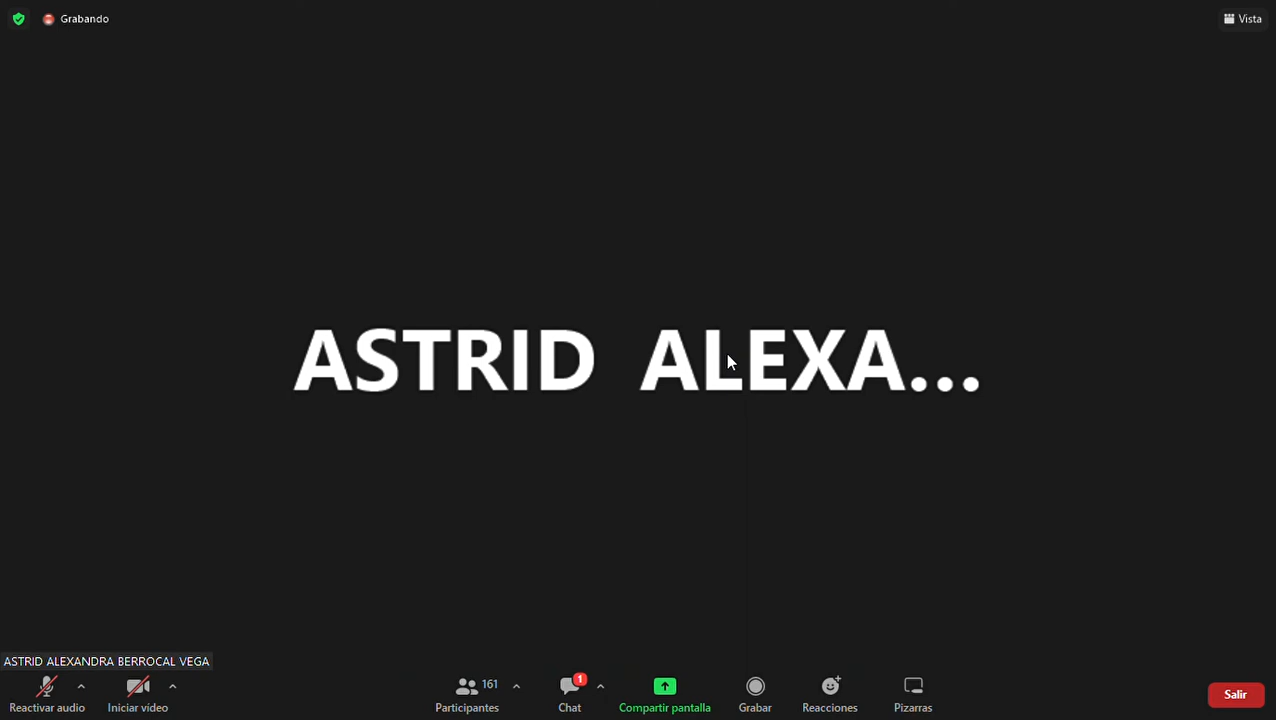 Grabando
Vista
ASTRID ALEXA...
ASTRID ALEXANDRA BERROCAL VEGA
Reactivar audio
Iniciar vídeo
161
Participantes
1
Chat
Compartir pantalla
Grabar
Reacciones
Pizarras
Salir